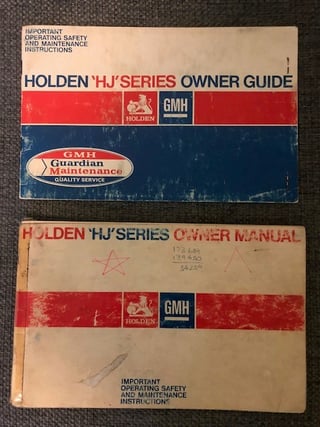 IMPORTANT
OPERATING SAFETY
AND MAINTENANCE
INSTRUCTIONS
HOLDEN 'HJ' SERIES OWNER GUIDE
HOLDEN
GMH
GMH
Guardian
Maintenance
QUALITY SERVICE
HOLDEN 'HJ' SERIES OWNER MANUAL
HOLDEN
GMH
IMPORTANT
OPERATING SAFETY
AND MAINTENANCE
INSTRUCTIONS